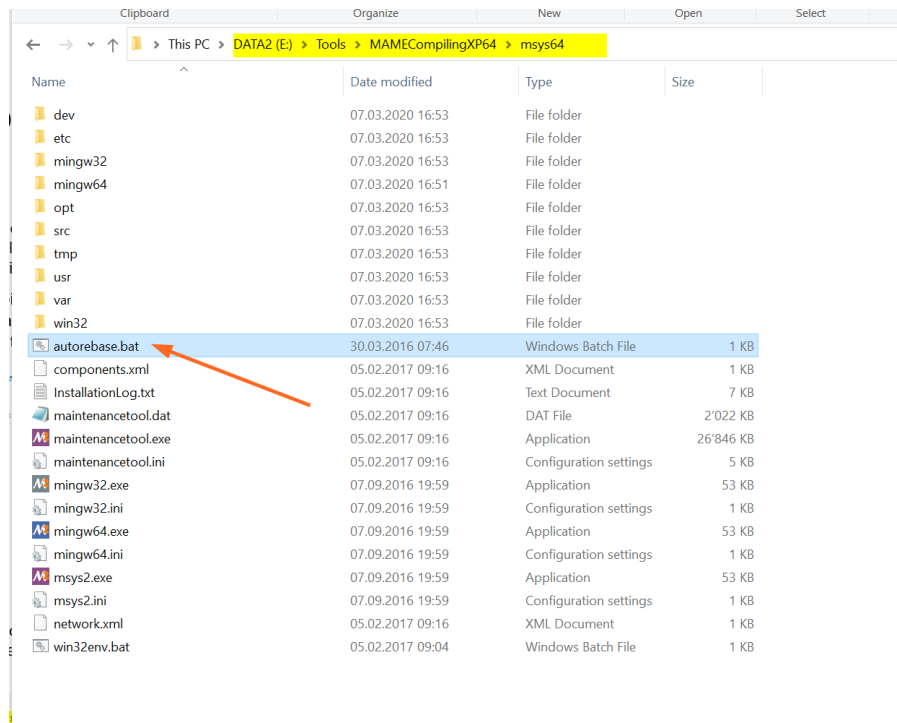 Clipboard Organize New Open Select
This PC > DATA2 (E:) > Tools > MAMECompilingXP64 > msys64
Name Date modified Type Size
dev 07.03.2020 16:53 File folder
etc 07.03.2020 16:53 File folder
mingw32 07.03.2020 16:53 File folder
mingw64 07.03.2020 16:51 File folder
opt 07.03.2020 16:53 File folder
src 07.03.2020 16:53 File folder
tmp 07.03.2020 16:53 File folder
usr 07.03.2020 16:53 File folder
var 07.03.2020 16:53 File folder
win32 07.03.2020 16:53 File folder
autorebase.bat 30.03.2016 07:46 Windows Batch File 1 KB
components.xml 05.02.2017 09:16 XML Document 1 KB
InstallationLog.txt 05.02.2017 09:16 Text Document 7 KB
maintenancetool.dat 05.02.2017 09:16 DAT File 2'022 KB
maintenancetool.exe 05.02.2017 09:16 Application 26'846 KB
maintenancetool.ini 05.02.2017 09:16 Configuration settings 5 KB
mingw32.exe 07.09.2016 19:59 Application 53 KB
mingw32.ini 07.09.2016 19:59 Configuration settings 1 KB
mingw64.exe 07.09.2016 19:59 Application 53 KB
mingw64.ini 07.09.2016 19:59 Configuration settings 1 KB
msys2.exe 07.09.2016 19:59 Application 53 KB
msys2.ini 07.09.2016 19:59 Configuration settings 1 KB
network.xml 05.02.2017 09:16 XML Document 1 KB
win32env.bat 05.02.2017 09:04 Windows Batch File 1 KB